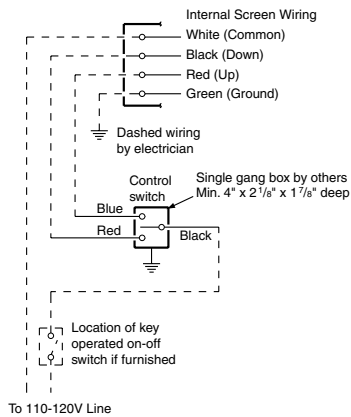 Internal Screen Wiring
White (Common)
Black (Down)
Red (Up)
Green (Ground)
Dashed wiring
by electrician
Control
switch
Single gang box by others
Min. 4" x 2 1/8" x 1 7/8" deep
Blue
Red
Black
Location of key
operated on-off
switch if furnished
To 110-120V Line